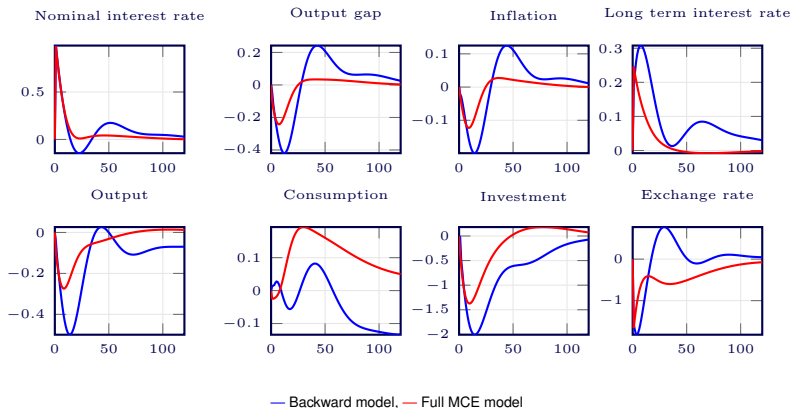 Nominal interest rate
Output gap
Inflation
Long term interest rate
0.5
0
0 50 100
0.2
0
−0.2
−0.4
0 50 100
0.1
0
−0.1
0 50 100
0.3
0.2
0.1
0
0 50 100
Output
Consumption
Investment
Exchange rate
0
−0.2
−0.4
0 50 100
0.1
0
−0.1
0 50 100
0
−0.5
−1
−1.5
−2
0 50 100
0
−1
0 50 100
Backward model, Full MCE model